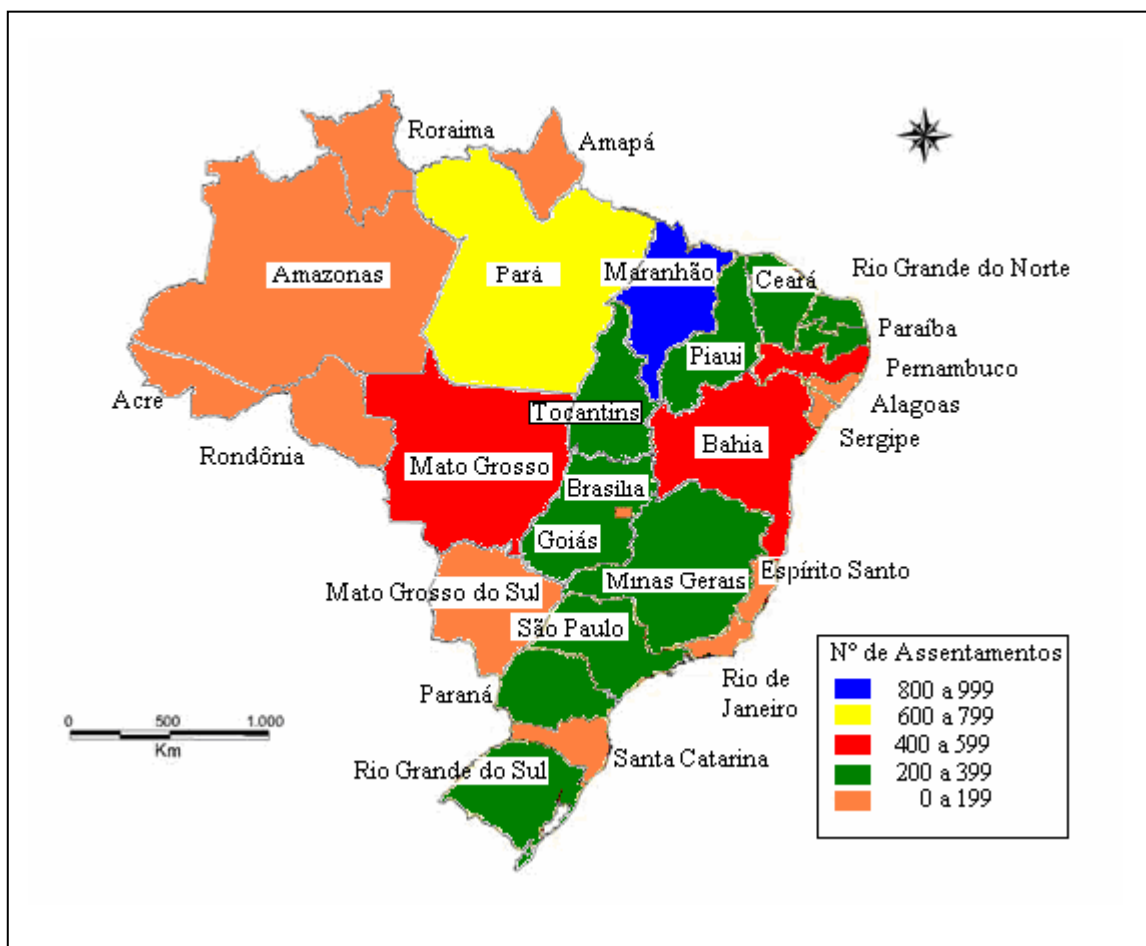 Roraima
Amapá
Amazonas
Pará
Maranhão
Ceará
Rio Grande do Norte
Paraíba
Piaui
Pernambuco
Acre
Alagoas
Tocantins
Sergipe
Rondônia
Mato Grosso
Bahia
Brasília
Goiás
Espírito Santo
Minas Gerais
Mato Grosso do Sul
São Paulo
Nº de Assentamentos
800 a 999
600 a 799
400 a 599
200 a 399
0 a 199
Rio de
Janeiro
Paraná
0 500 1.000
Km
Santa Catarina
Rio Grande do Sul